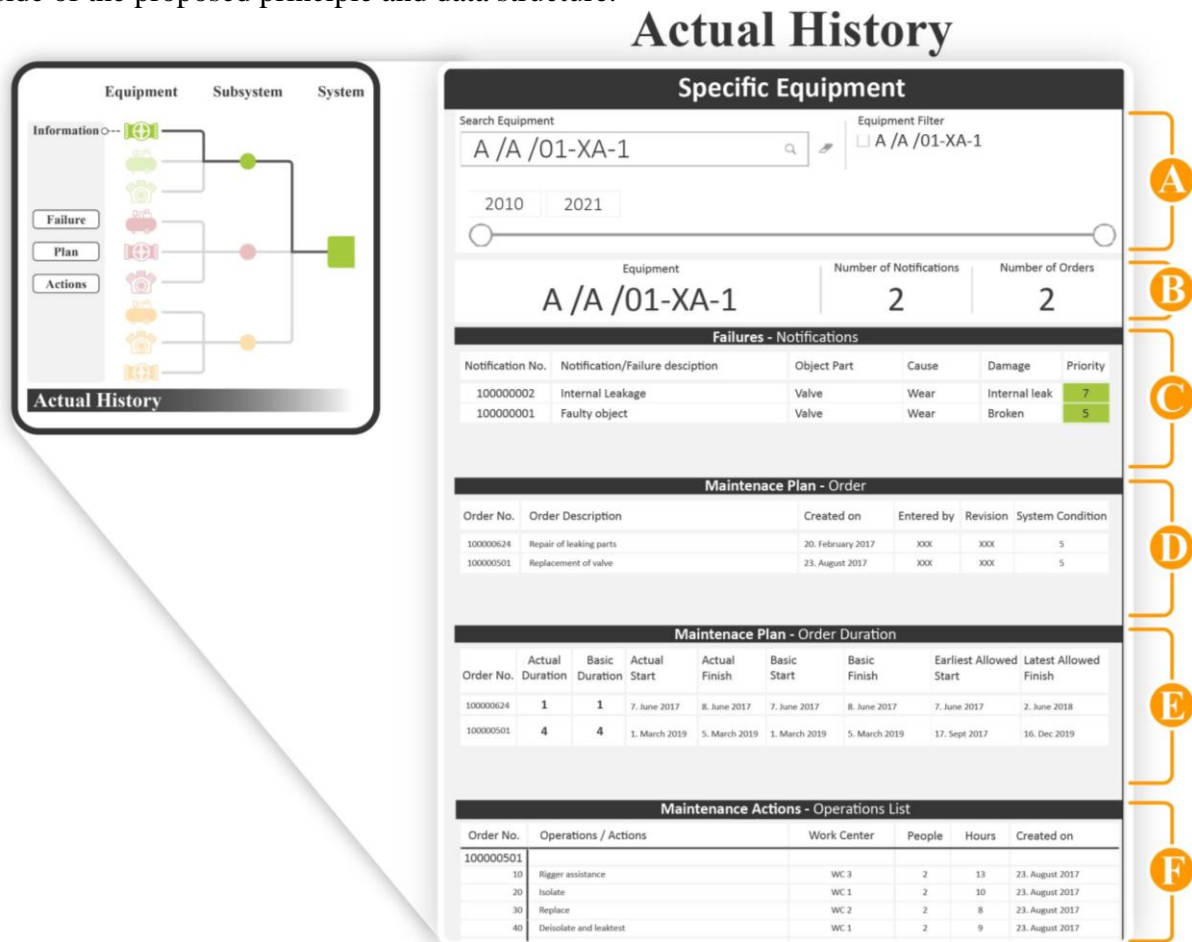 side of the proposed principle and data structure.
Actual History
Equipment Subsystem System
Information
Failure
Plan
Actions
Actual History
Specific Equipment
Search Equipment Equipment Filter
A /A /01-XA-1 A /A /01-XA-1
2010 2021
A
Equipment Number of Notifications Number of Orders
A /A /01-XA-1 2 2
B
Failures - Notifications
Notification No. Notification/Failure desciption Object Part Cause Damage Priority
100000002 Internal Leakage Valve Wear Internal leak 7
100000001 Faulty object Valve Wear Broken 5
C
Maintenace Plan - Order
Order No. Order Description Created on Entered by Revision System Condition
100000624 Repair of leaking parts 20. February 2017 XXX XXX 5
100000501 Replacement of valve 23. August 2017 XXX XXX 5
D
Maintenace Plan - Order Duration
Actual Basic Actual Actual Basic Basic Earliest Allowed Latest Allowed
Order No. Duration Duration Start Finish Start Finish Start Finish
100000624 1 1 7. June 2017 8. June 2017 7. June 2017 8. June 2017 7. June 2017 2. June 2018
100000501 4 4 1. March 2019 5. March 2019 1. March 2019 5. March 2019 17. Sept 2017 16. Dec 2019
E
Maintenance Actions - Operations List
Order No. Operations / Actions Work Center People Hours Created on
100000501
10 Rigger assistance WC 3 2 13 23. August 2017
20 Isolate WC 1 2 10 23. August 2017
30 Replace WC 2 2 8 23. August 2017
40 Deisolate and leaktest WC 1 2 9 23. August 2017
F